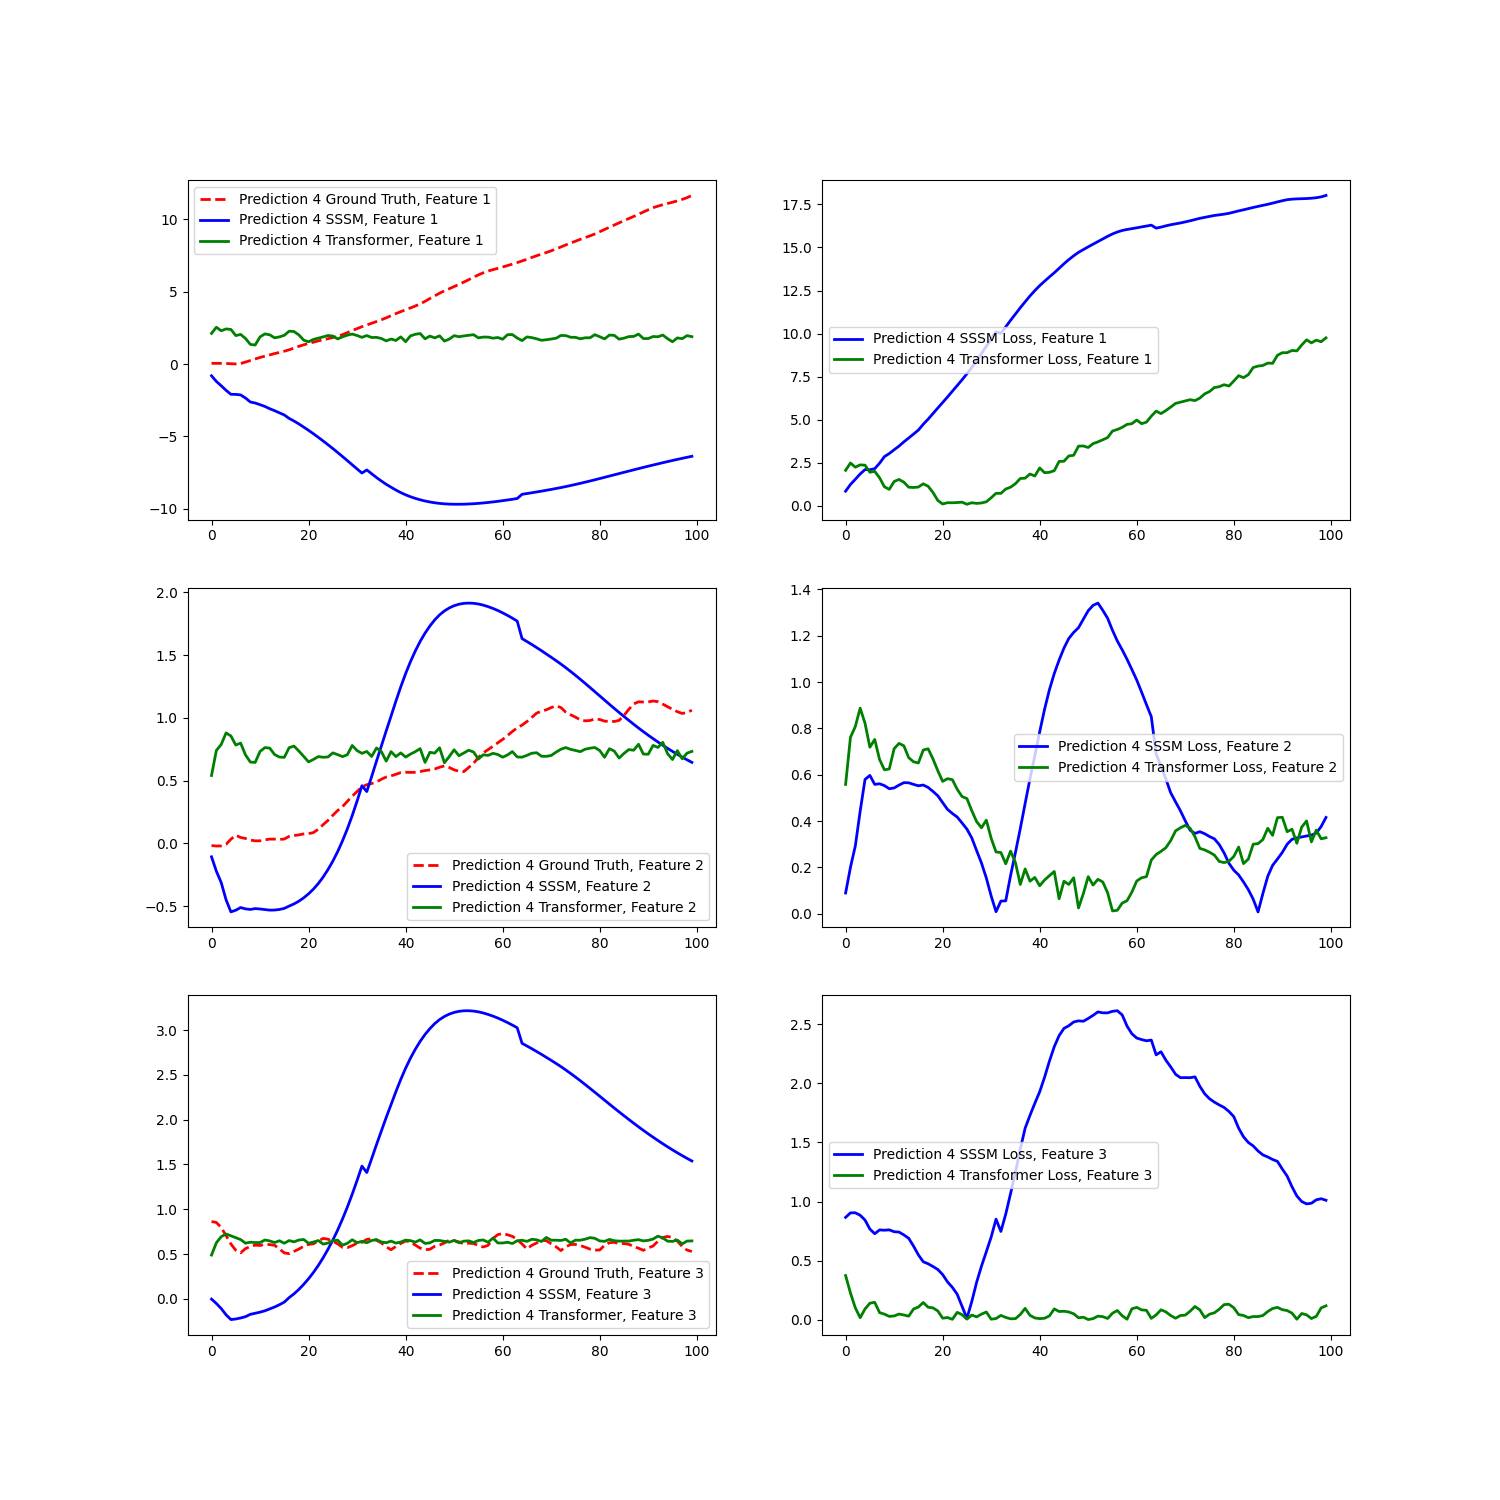 Prediction 4 Ground Truth, Feature 1
Prediction 4 SSSM, Feature 1
Prediction 4 Transformer, Feature 1
10
5
0
−5
−10
0 20 40 60 80 100
Prediction 4 SSSM Loss, Feature 1
Prediction 4 Transformer Loss, Feature 1
17.5
15.0
12.5
10.0
7.5
5.0
2.5
0.0
0 20 40 60 80 100
Prediction 4 Ground Truth, Feature 2
Prediction 4 SSSM, Feature 2
Prediction 4 Transformer, Feature 2
2.0
1.5
1.0
0.5
0.0
−0.5
0 20 40 60 80 100
Prediction 4 SSSM Loss, Feature 2
Prediction 4 Transformer Loss, Feature 2
1.4
1.2
1.0
0.8
0.6
0.4
0.2
0.0
0 20 40 60 80 100
Prediction 4 Ground Truth, Feature 3
Prediction 4 SSSM, Feature 3
Prediction 4 Transformer, Feature 3
3.0
2.5
2.0
1.5
1.0
0.5
0.0
0 20 40 60 80 100
Prediction 4 SSSM Loss, Feature 3
Prediction 4 Transformer Loss, Feature 3
2.5
2.0
1.5
1.0
0.5
0.0
0 20 40 60 80 100